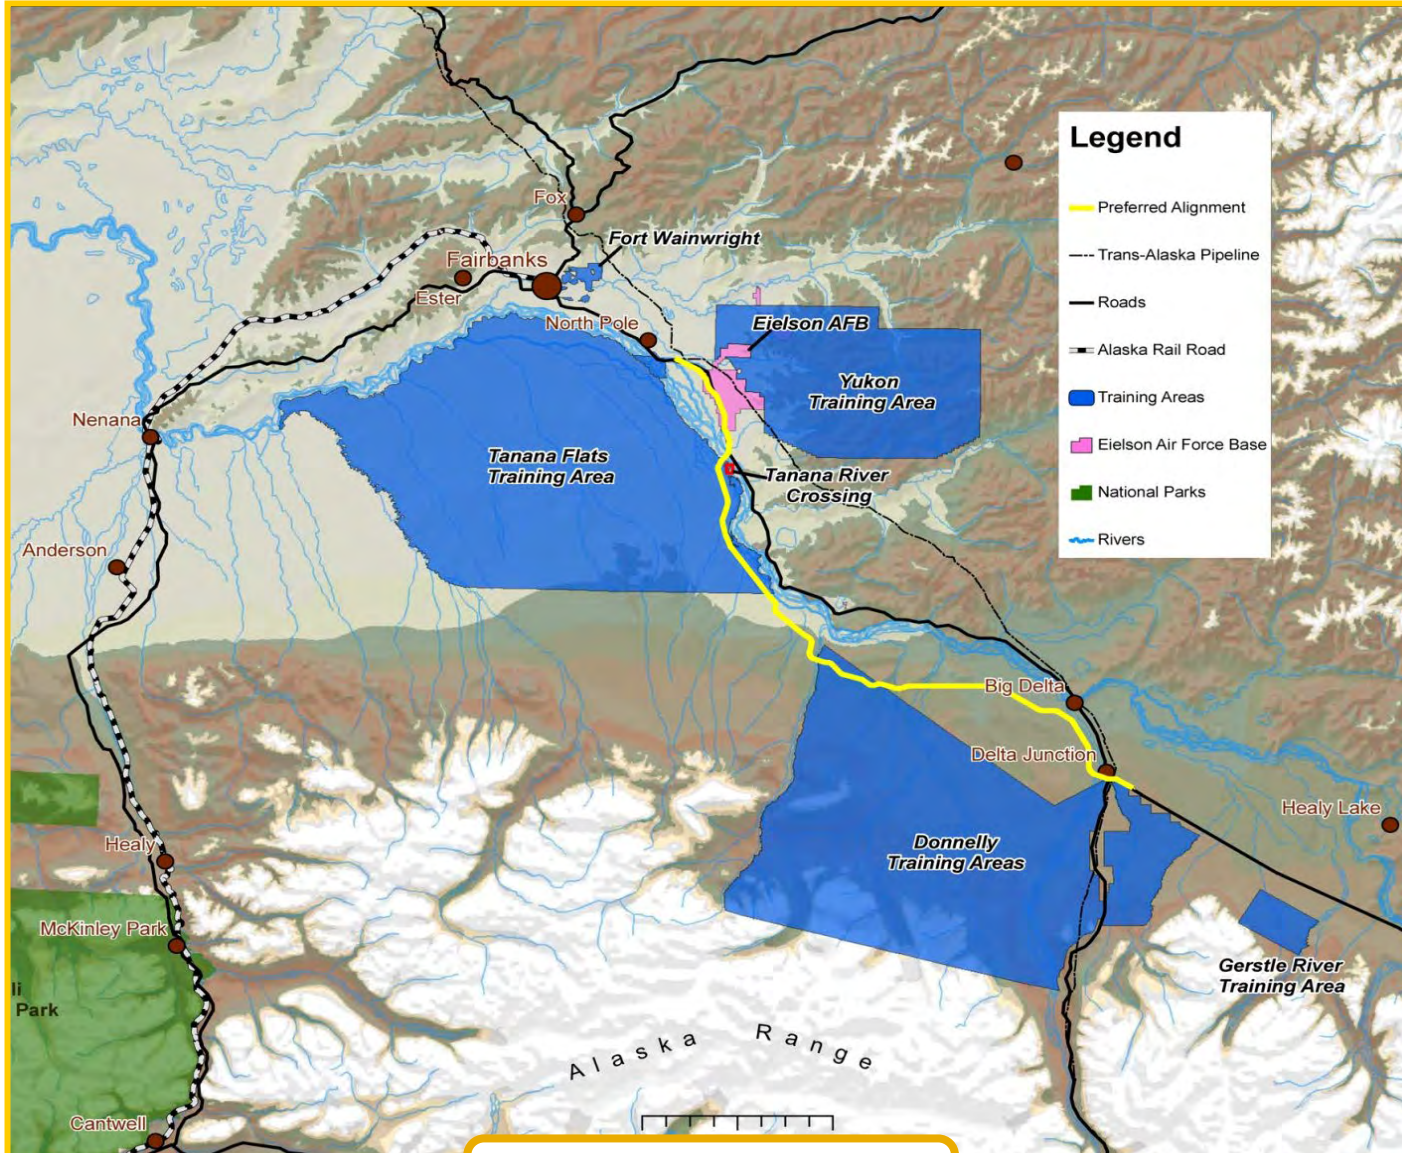 Legend
Preferred Alignment
Trans-Alaska Pipeline
Roads
Alaska Rail Road
Training Areas
Eielson Air Force Base
National Parks
Rivers
Fox
Fort Wainwright
Fairbanks
Ester
North Pole
Eielson AFB
Yukon
Training Area
Nenana
Tanana Flats
Training Area
Tanana River
Crossing
Anderson
Big Delta
Delta Junction
Healy Lake
Healy
Donnelly
Training Areas
McKinley Park
Gerstle River
Training Area
li
Park
Alaska Range
Cantwell